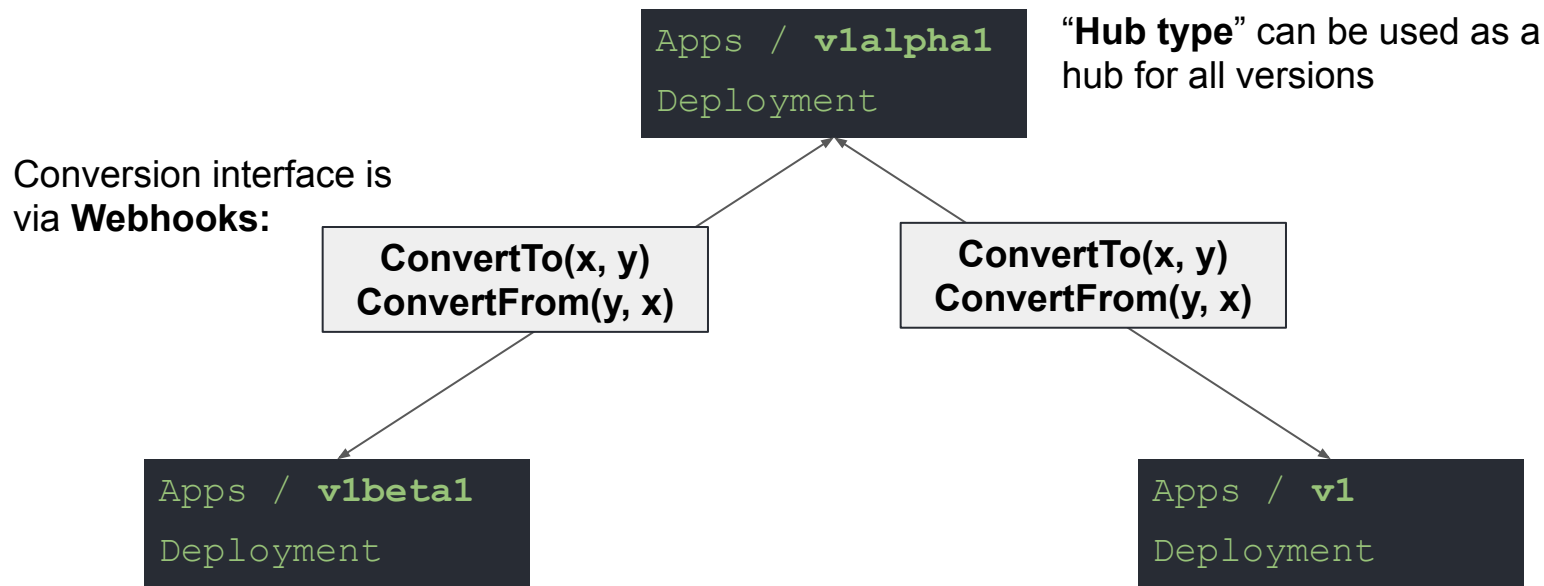 Apps / v1alpha1
Deployment
“Hub type” can be used as a
hub for all versions
Conversion interface is
via Webhooks:
ConvertTo(x, y)
ConvertFrom(y, x)
ConvertTo(x, y)
ConvertFrom(y, x)
Apps / v1beta1
Deployment
Apps / v1
Deployment